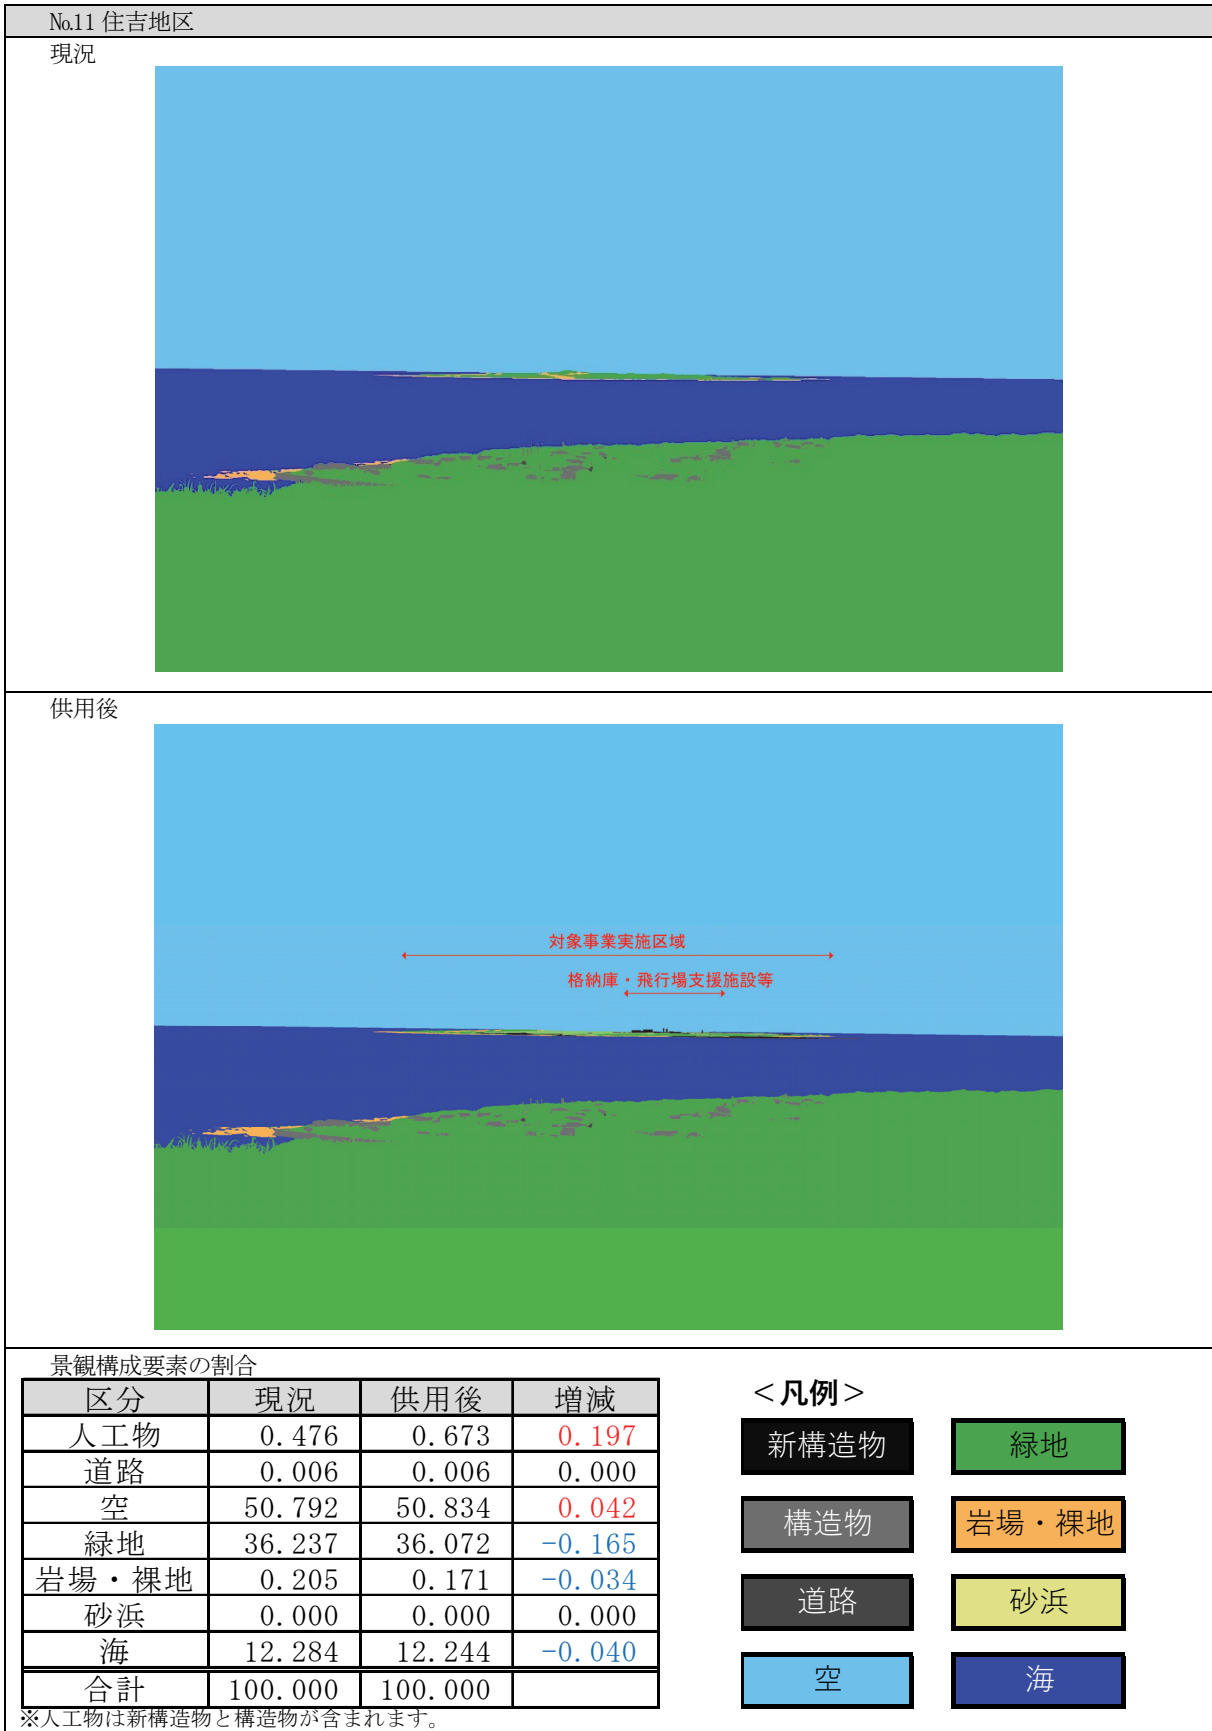 №11 住吉地区
現況
供用後
対象事業実施区域
格納庫・飛行場支援施設等
景観構成要素の割合
区分 現況 供用後 増減
人工物 0.476 0.673 0.197
道路 0.006 0.006 0.000
空 50.792 50.834 0.042
緑地 36.237 36.072 -0.165
岩場・裸地 0.205 0.171 -0.034
砂浜 0.000 0.000 0.000
海 12.284 12.244 -0.040
合計 100.000 100.000
※人工物は新構造物と構造物が含まれます。
＜凡例＞
新構造物 緑地
構造物 岩場・裸地
道路 砂浜
空 海